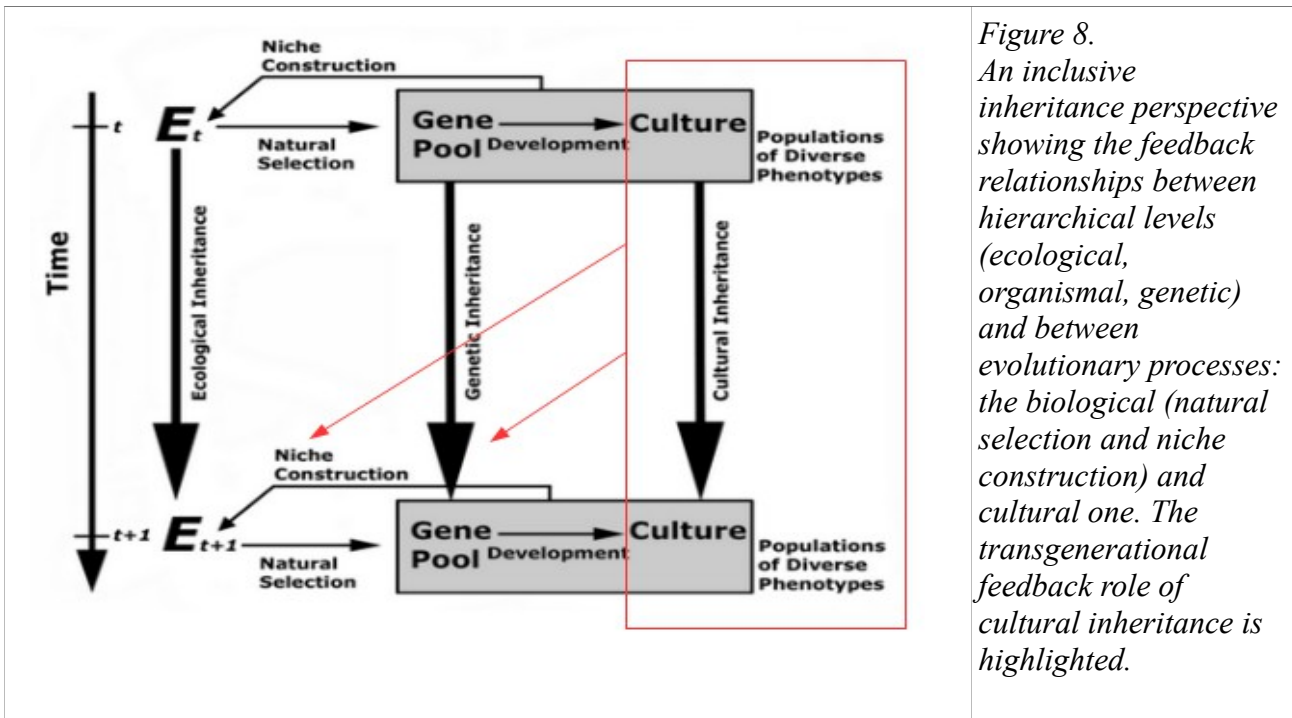 Niche
Construction
t
Et
Natural
Selection
Gene
Pool
Development
Culture
Populations
of Diverse
Phenotypes
Time
Ecological Inheritance
Genetic Inheritance
Cultural Inheritance
Niche
Construction
t+1
Et+1
Natural
Selection
Gene
Pool
Development
Culture
Populations
of Diverse
Phenotypes
Figure 8.
An inclusive
inheritance perspective
showing the feedback
relationships between
hierarchical levels
(ecological,
organismal, genetic)
and between
evolutionary processes:
the biological (natural
selection and niche
construction) and
cultural one. The
transgenerational
feedback role of
cultural inheritance is
highlighted.